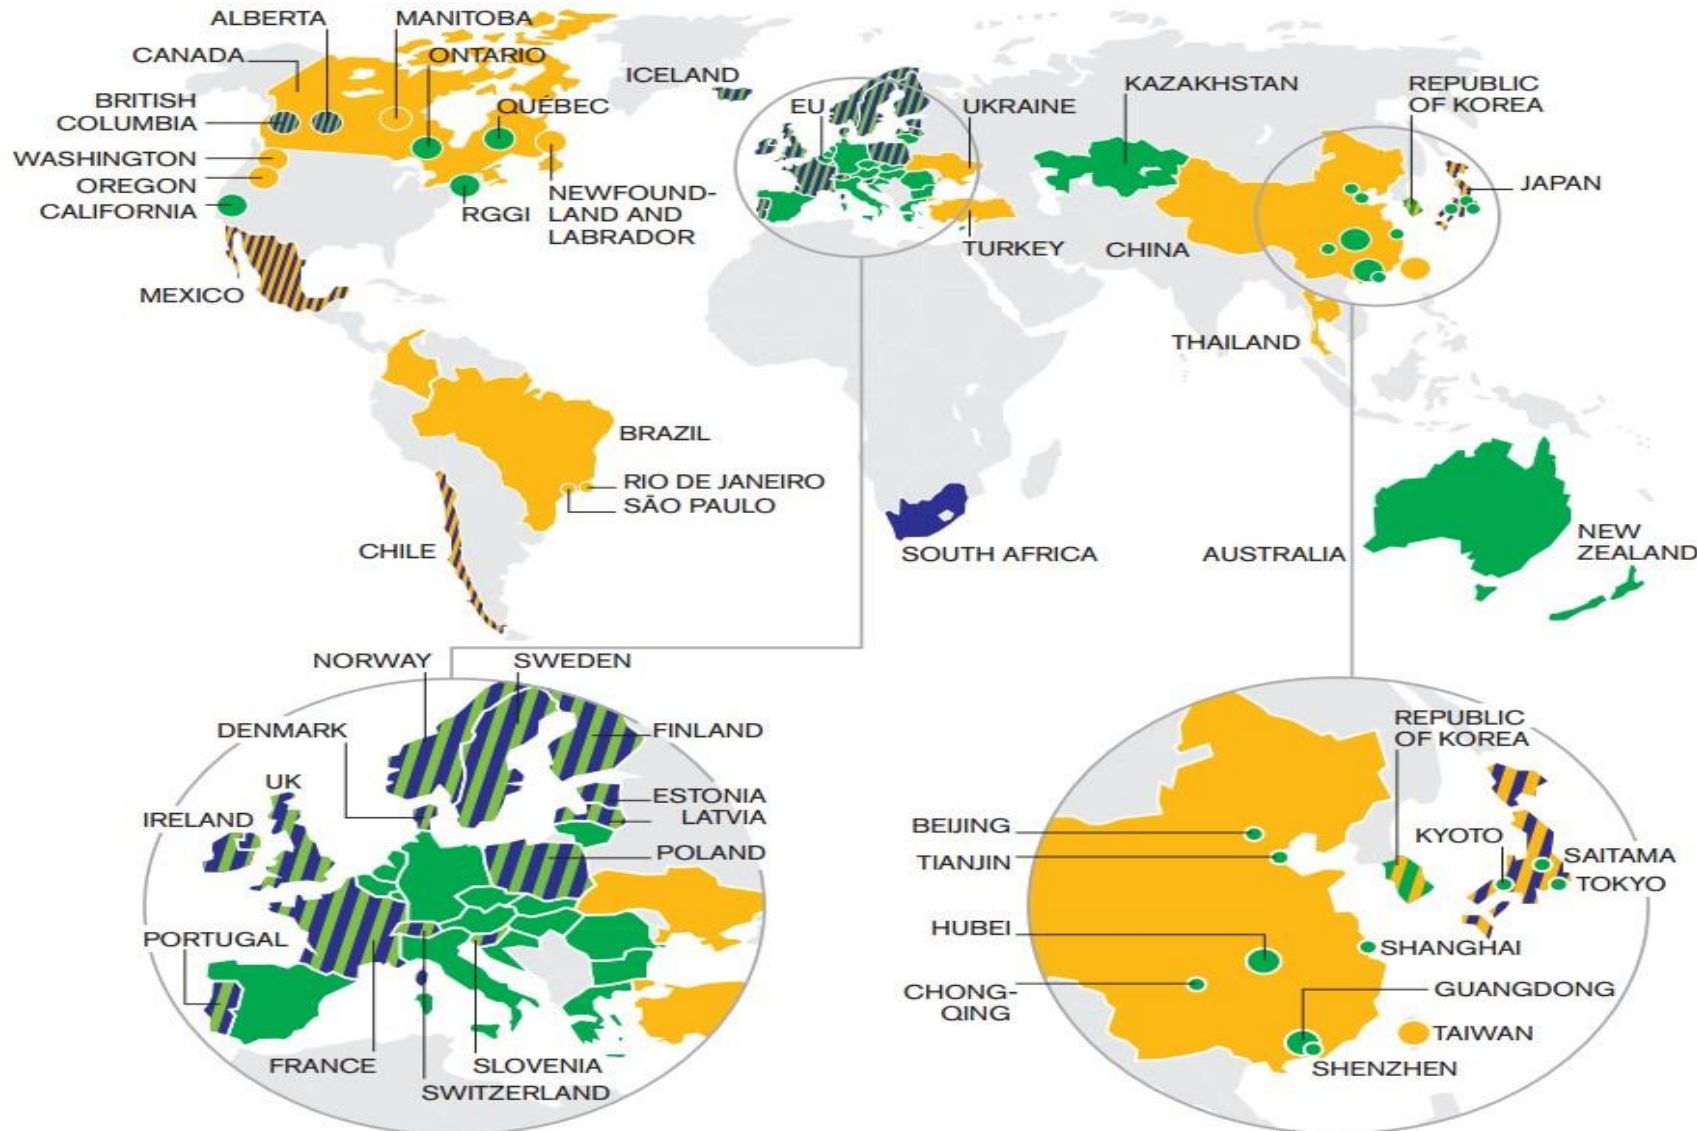 ALBERTA
MANITOBA
CANADA
ONTARIO
BRITISH
COLUMBIA
QUÉBEC
WASHINGTON
OREGON
CALIFORNIA
RGGI
NEWFOUND-
LAND AND
LABRADOR
MEXICO
ICELAND
EU
UKRAINE
TURKEY
KAZAKHSTAN
REPUBLIC
OF KOREA
JAPAN
CHINA
THAILAND
BRAZIL
RIO DE JANEIRO
SÃO PAULO
CHILE
SOUTH AFRICA
AUSTRALIA
NEW
ZEALAND
NORWAY
SWEDEN
DENMARK
FINLAND
UK
IRELAND
ESTONIA
LATVIA
POLAND
PORTUGAL
FRANCE
SLOVENIA
SWITZERLAND
REPUBLIC
OF KOREA
BEIJING
TIANJIN
KYOTO
SAITAMA
TOKYO
HUBEI
SHANGHAI
CHONG-
QING
GUANGDONG
TAIWAN
SHENZHEN